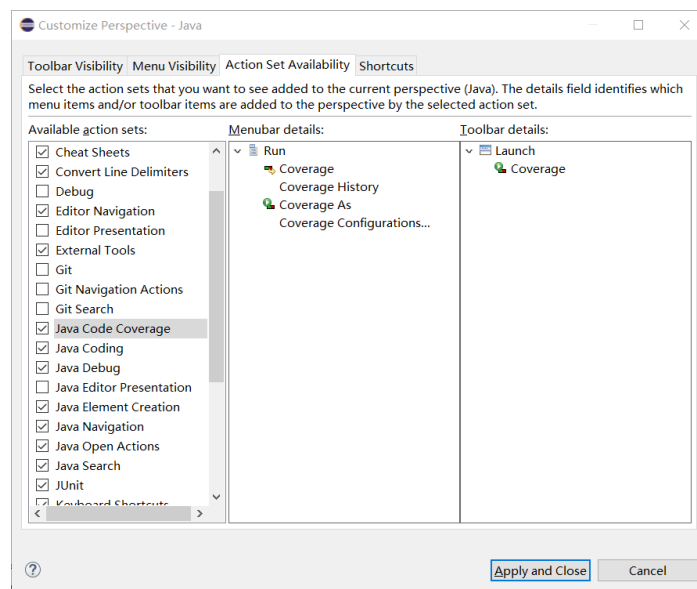 Customize Perspective - Java
Toolbar Visibility Menu Visibility Action Set Availability Shortcuts
Select the action sets that you want to see added to the current perspective (Java). The details field identifies which
menu items and/or toolbar items are added to the perspective by the selected action set.
Available action sets:
Cheat Sheets
Convert Line Delimiters
Debug
Editor Navigation
Editor Presentation
External Tools
Git
Git Navigation Actions
Git Search
Java Code Coverage
Java Coding
Java Debug
Java Editor Presentation
Java Element Creation
Java Navigation
Java Open Actions
Java Search
JUnit
Keyboard Shortcuts
Menubar details:
Run
Coverage
Coverage History
Coverage As
Coverage Configurations...
Toolbar details:
Launch
Coverage
?
Apply and Close
Cancel